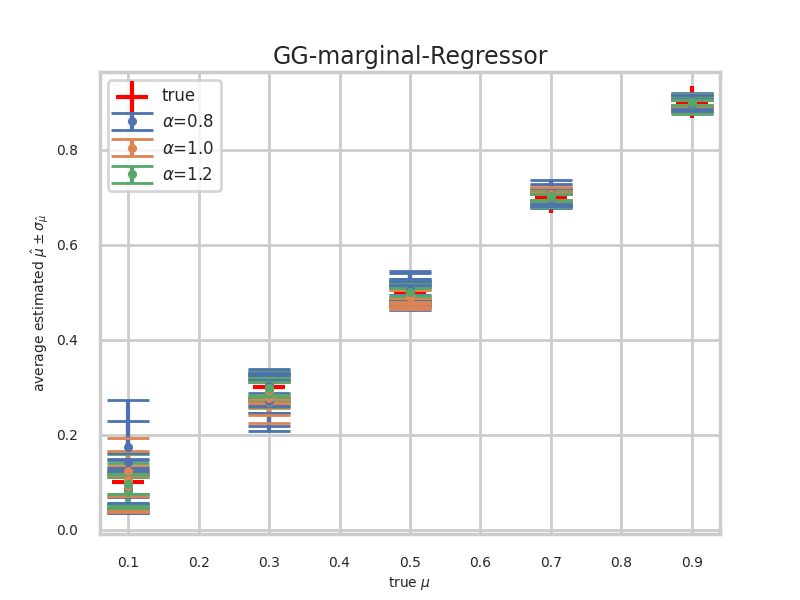 GG-marginal-Regressor
true
α=0.8
α=1.0
α=1.2
average estimated μ̂ ± σ_μ̂
0.8
0.6
0.4
0.2
0.0
0.1 0.2 0.3 0.4 0.5 0.6 0.7 0.8 0.9
true μ